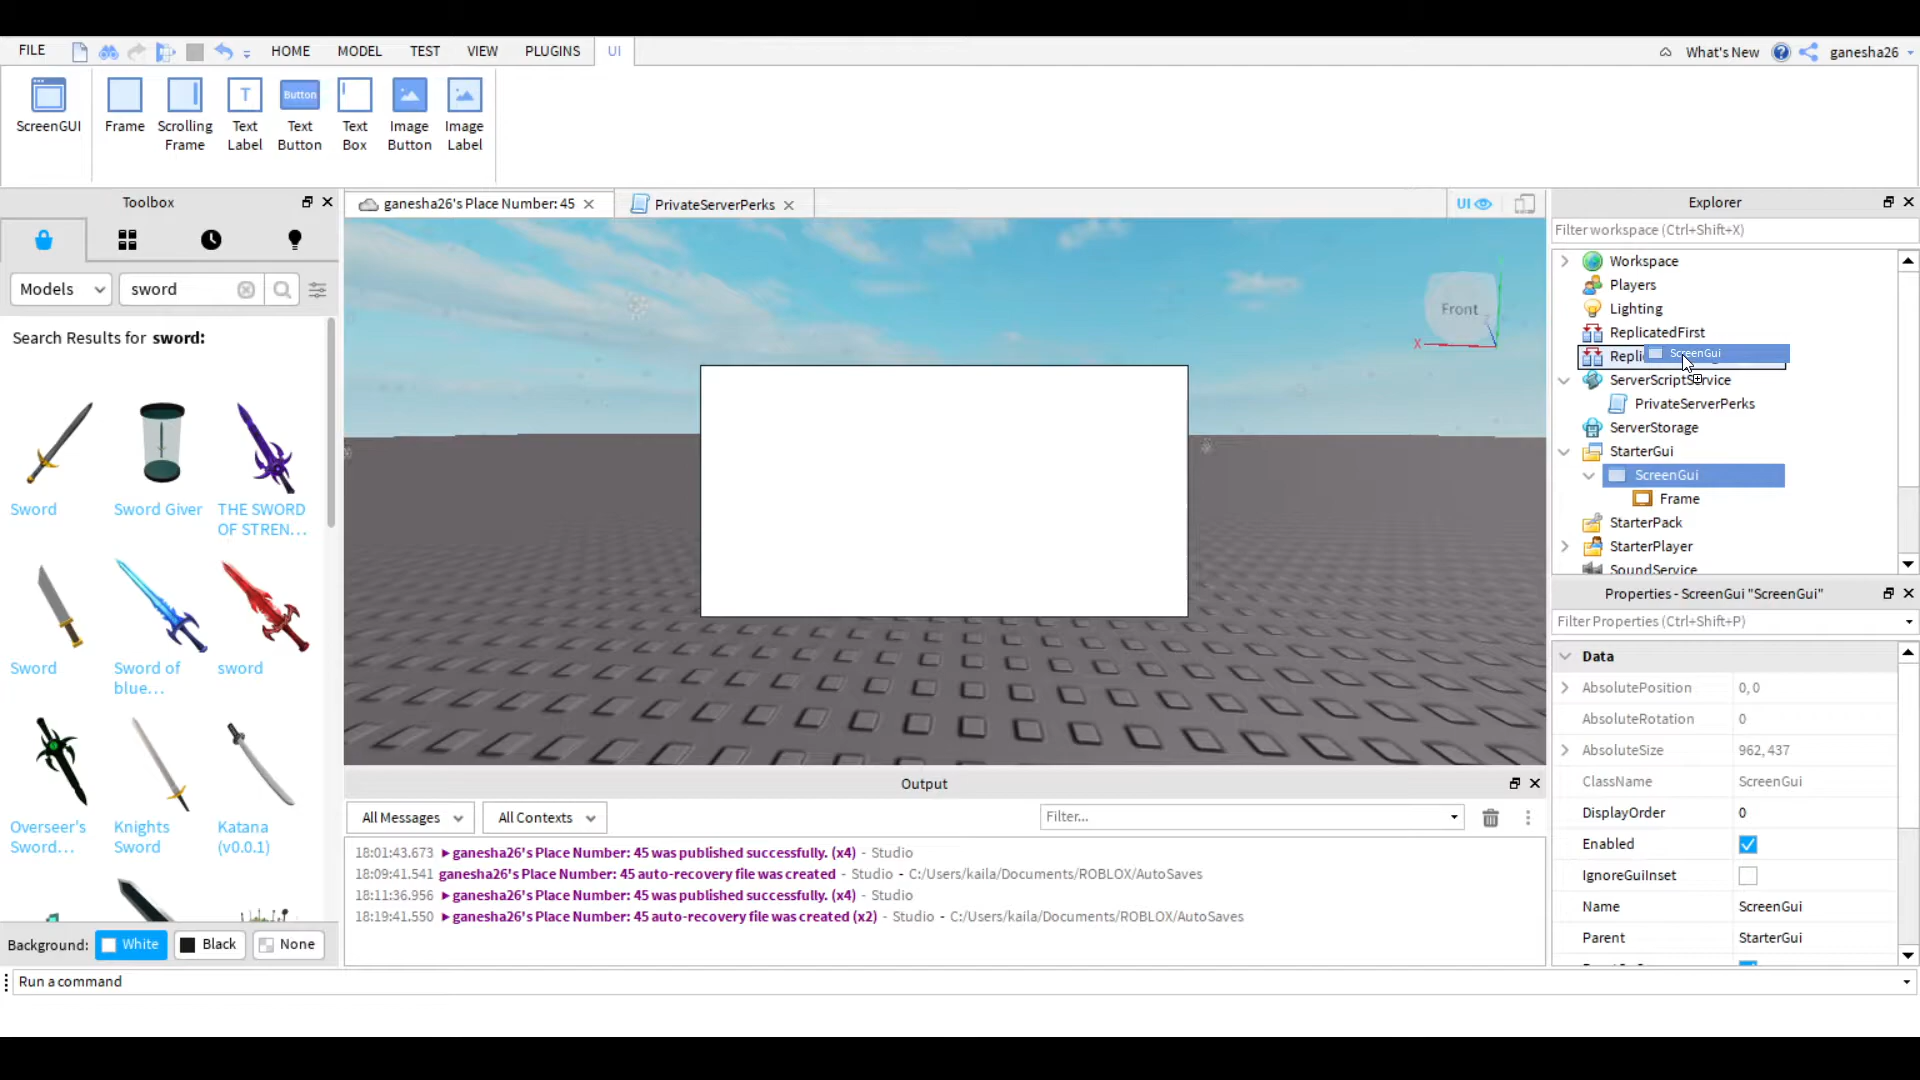 FILE HOME MODEL TEST VIEW PLUGINS UI What's New ganesha26
ScreenGUI Frame Scrolling Frame T Text Label Button Text Button Text Box Image Button Image Label
Toolbox
Models sword
Search Results for sword:
Sword Sword Giver THE SWORD OF STREN...
Sword Sword of blue... sword
Overseer's Sword... Knights Sword Katana (v0.0.1)
Background: White Black None
ganesha26's Place Number: 45 PrivateServerPerks UI
Front
X
Output
All Messages All Contexts Filter...
18:01:43.673 ganesha26's Place Number: 45 was published successfully. (x4) - Studio
18:09:41.541 ganesha26's Place Number: 45 auto-recovery file was created - Studio - C:/Users/kaila/Documents/ROBLOX/AutoSaves
18:11:36.956 ganesha26's Place Number: 45 was published successfully. (x4) - Studio
18:19:41.550 ganesha26's Place Number: 45 auto-recovery file was created (x2) - Studio - C:/Users/kaila/Documents/ROBLOX/AutoSaves
Explorer
Filter workspace (Ctrl+Shift+X)
Workspace
Players
Lighting
ReplicatedFirst
Repli ScreenGui
ServerScriptService
PrivateServerPerks
ServerStorage
StarterGui
ScreenGui
Frame
StarterPack
StarterPlayer
SoundService
Properties - ScreenGui "ScreenGui"
Filter Properties (Ctrl+Shift+P)
Data
AbsolutePosition 0, 0
AbsoluteRotation 0
AbsoluteSize 962, 437
ClassName ScreenGui
DisplayOrder 0
Enabled
IgnoreGuiInset
Name ScreenGui
Parent StarterGui
Run a command